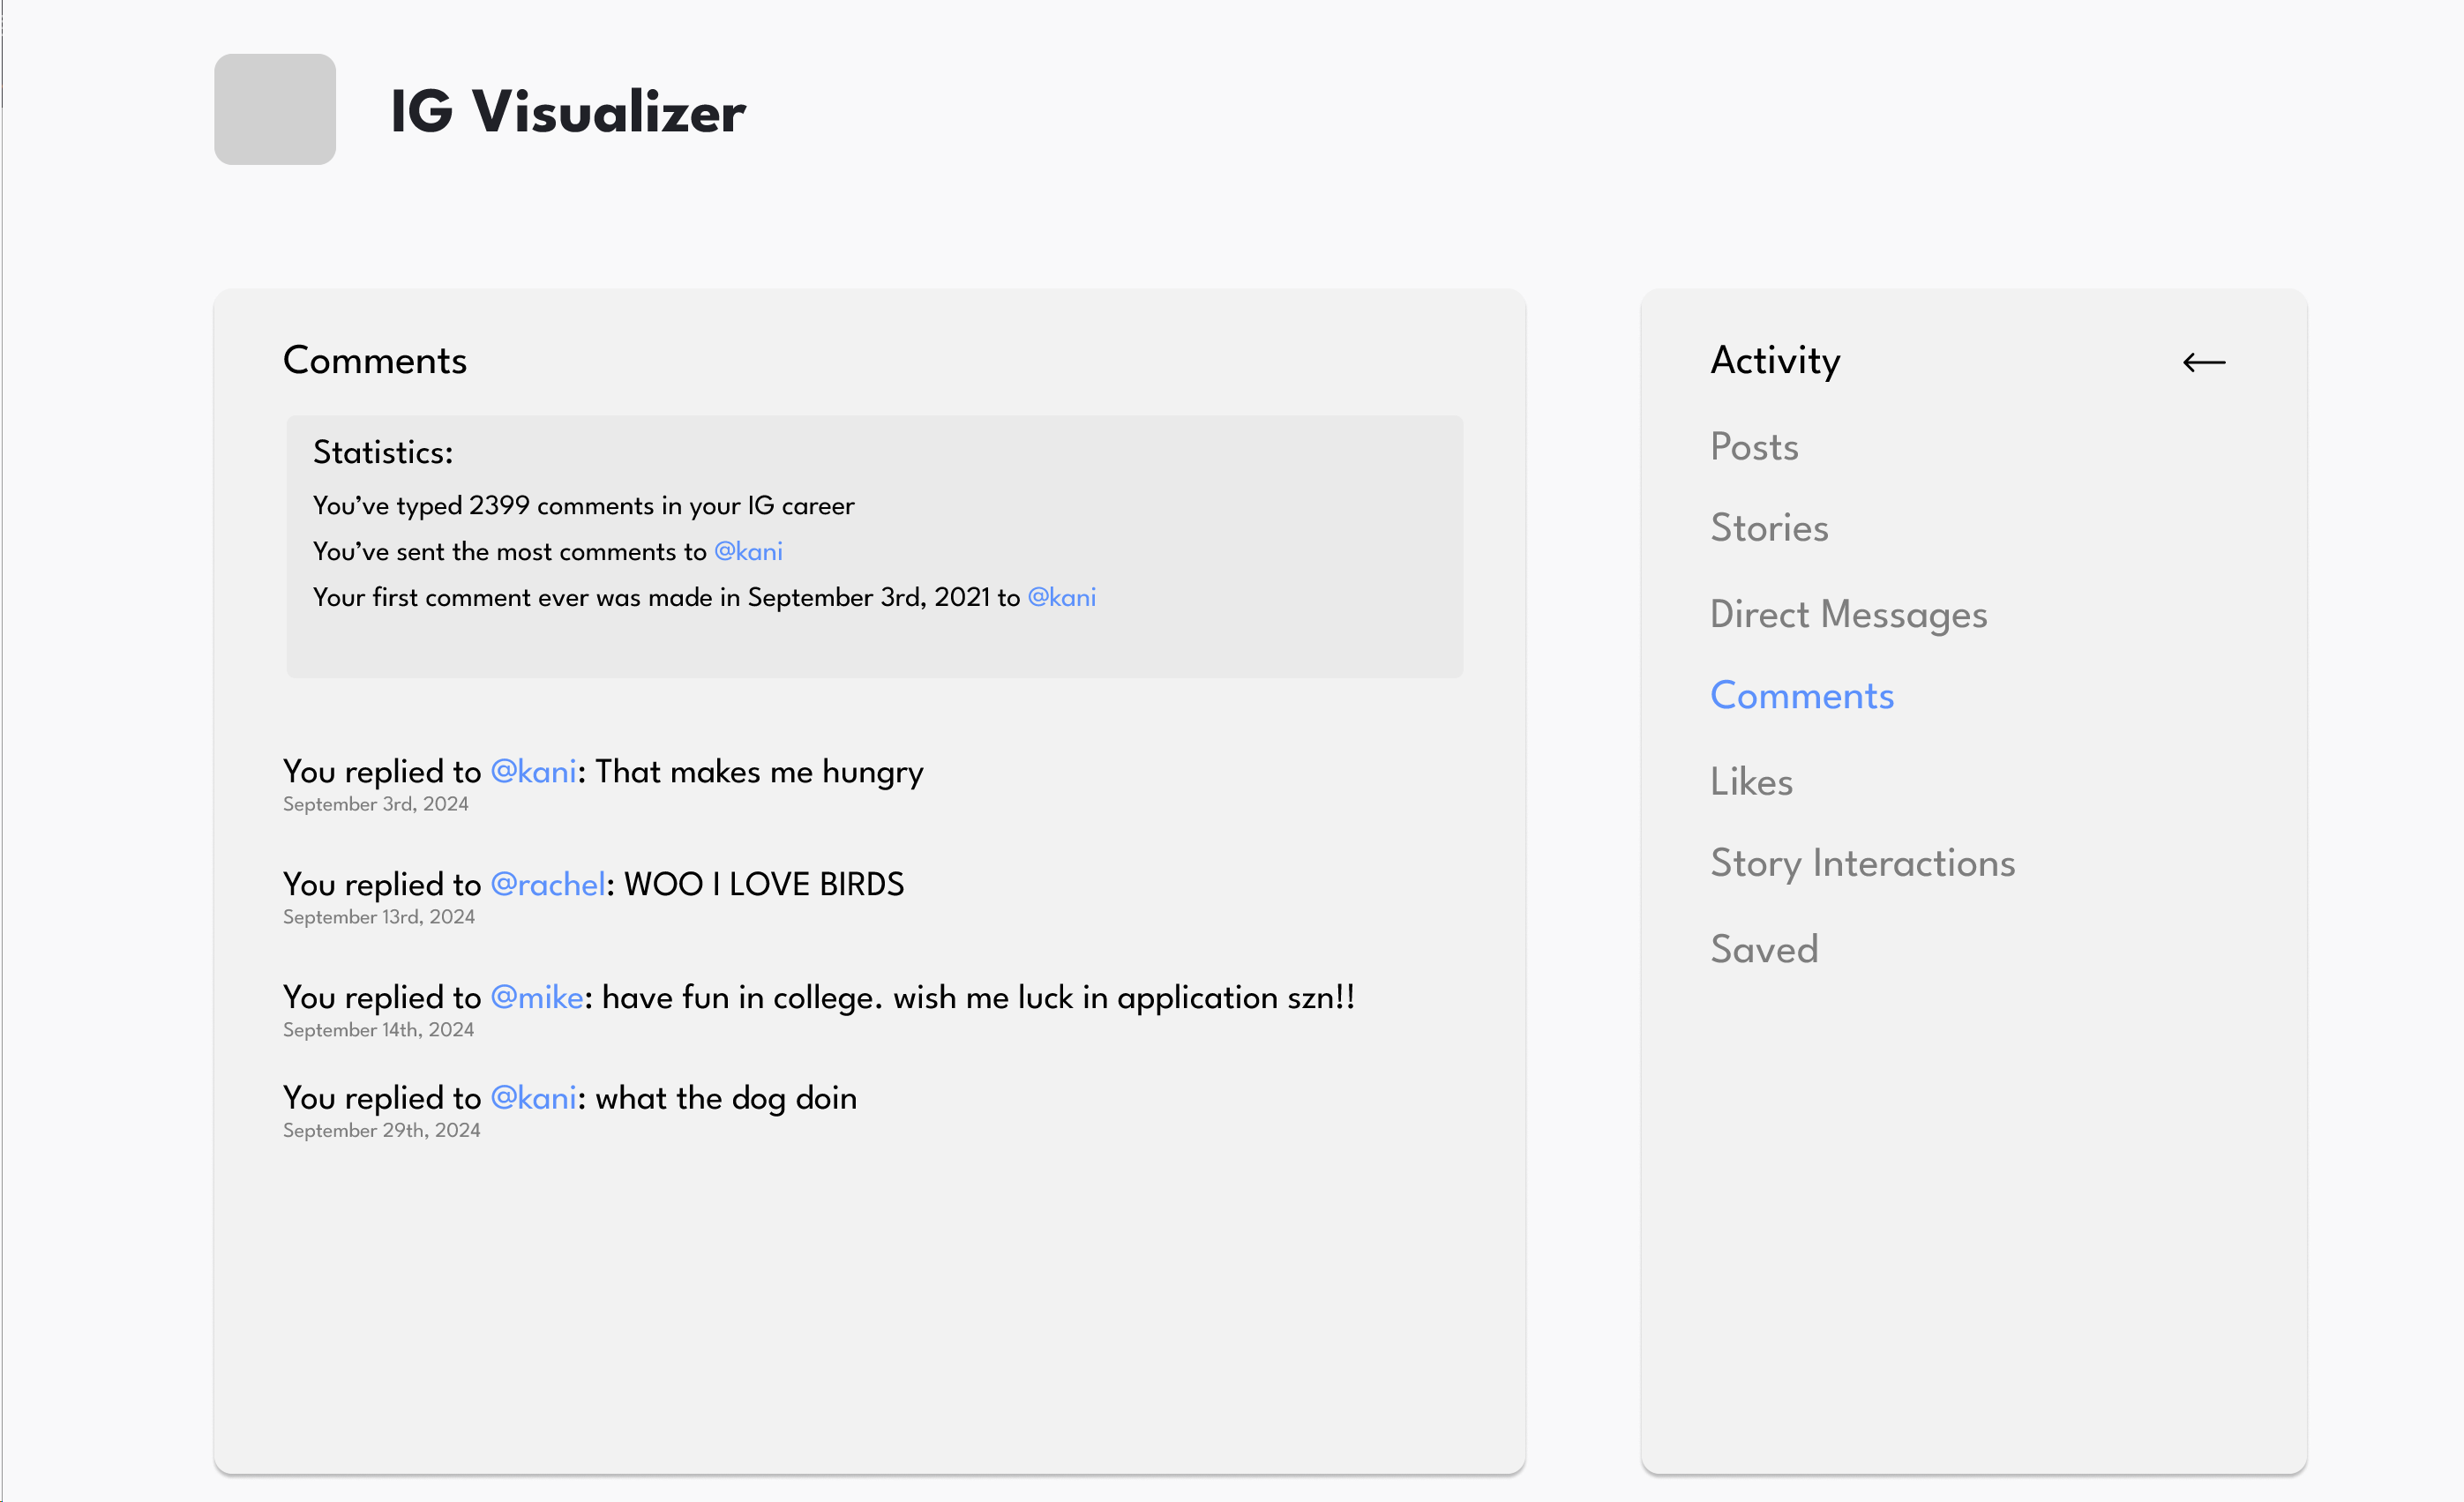 IG Visualizer
Comments
Statistics:
You’ve typed 2399 comments in your IG career
You’ve sent the most comments to @kani
Your first comment ever was made in September 3rd, 2021 to @kani
You replied to @kani: That makes me hungry
September 3rd, 2024
You replied to @rachel: WOO I LOVE BIRDS
September 13rd, 2024
You replied to @mike: have fun in college. wish me luck in application szn!!
September 14th, 2024
You replied to @kani: what the dog doin
September 29th, 2024
Activity
Posts
Stories
Direct Messages
Comments
Likes
Story Interactions
Saved